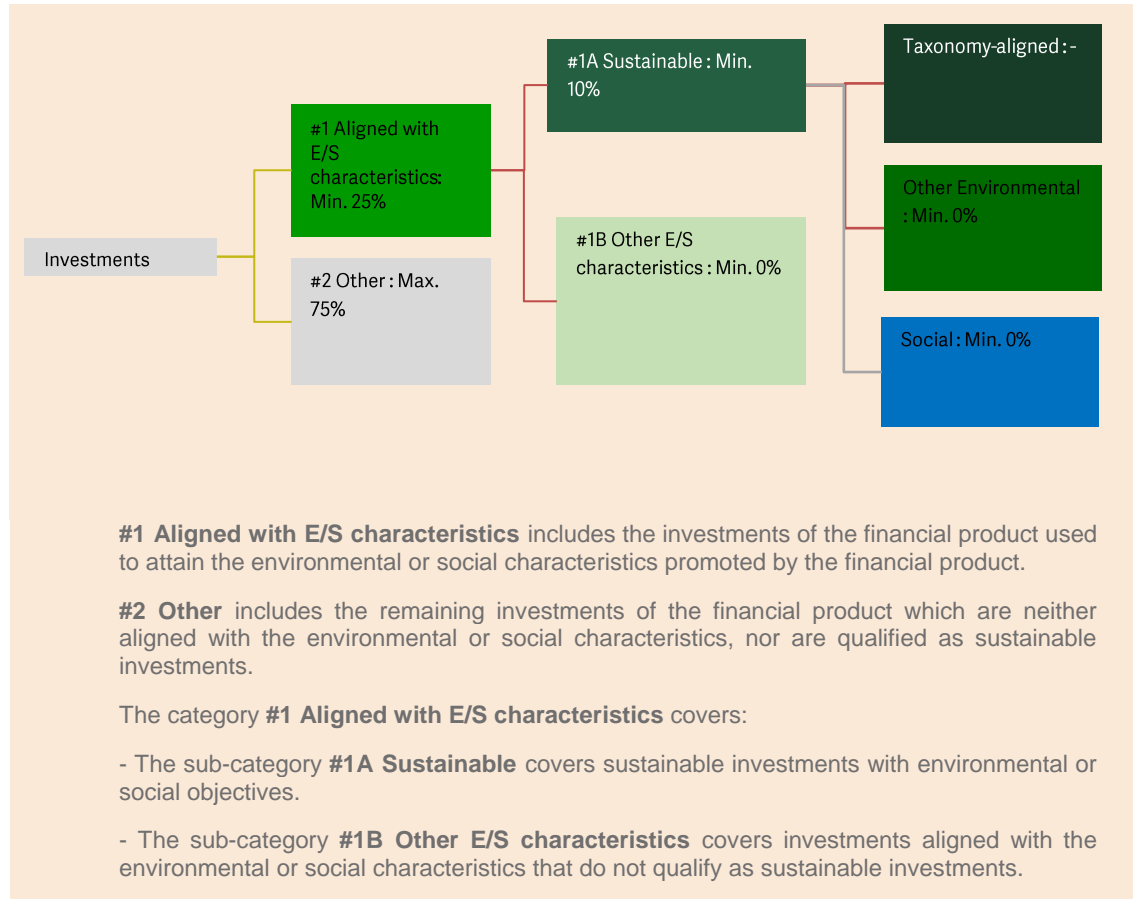 Investments
#1 Aligned with
E/S
characteristics:
Min. 25%
#2 Other : Max.
75%
#1A Sustainable : Min.
10%
#1B Other E/S
characteristics : Min. 0%
Taxonomy-aligned : -
Other Environmental
: Min. 0%
Social : Min. 0%
#1 Aligned with E/S characteristics includes the investments of the financial product used
to attain the environmental or social characteristics promoted by the financial product.
#2 Other includes the remaining investments of the financial product which are neither
aligned with the environmental or social characteristics, nor are qualified as sustainable
investments.
The category #1 Aligned with E/S characteristics covers:
- The sub-category #1A Sustainable covers sustainable investments with environmental or
social objectives.
- The sub-category #1B Other E/S characteristics covers investments aligned with the
environmental or social characteristics that do not qualify as sustainable investments.